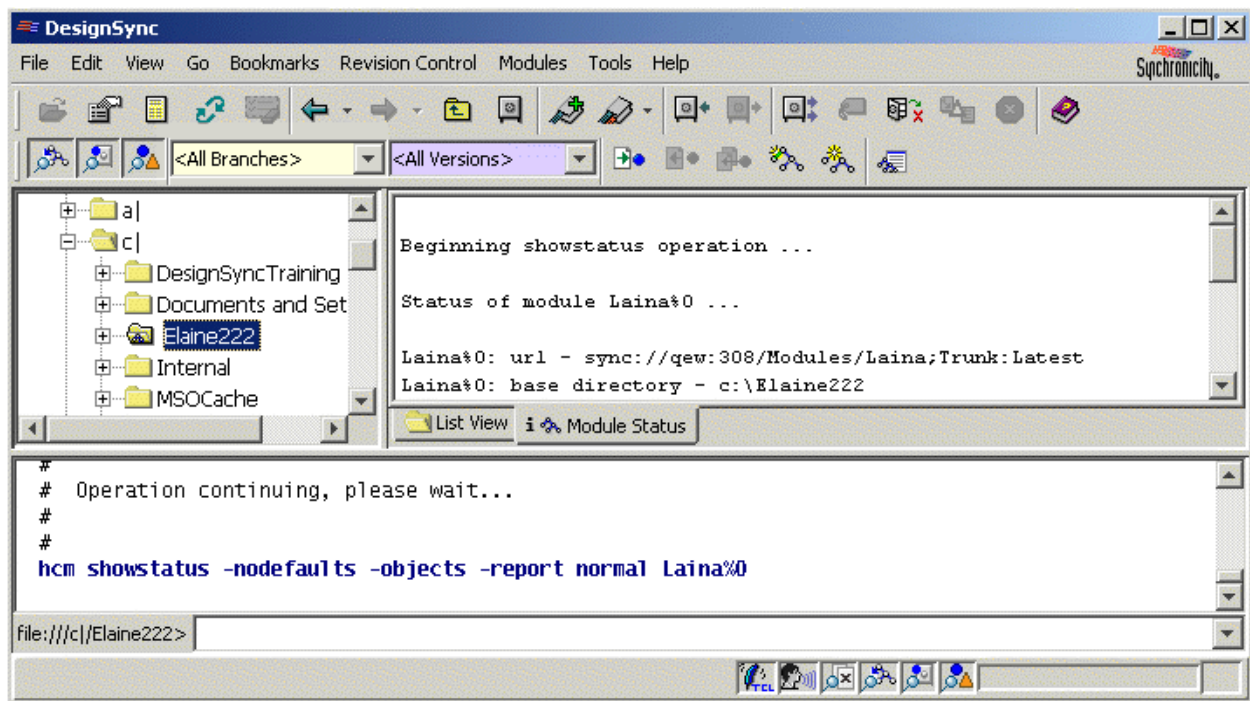 DesignSync
File Edit View Go Bookmarks Revision Control Modules Tools Help
Synchronicity
<All Branches>
<All Versions>
a|
c|
DesignSyncTraining
Documents and Set
Elaine222
Internal
MSOCache
Beginning showstatus operation ...
Status of module Laina%0 ...
Laina%0: url - sync://qew:308/Modules/Laina;Trunk:Latest
Laina%0: base directory - c:\Elaine222
List View
i Module Status
#
# Operation continuing, please wait...
#
#
hcm showstatus -nodefaults -objects -report normal Laina%0
file:///c|/Elaine222>
TCL